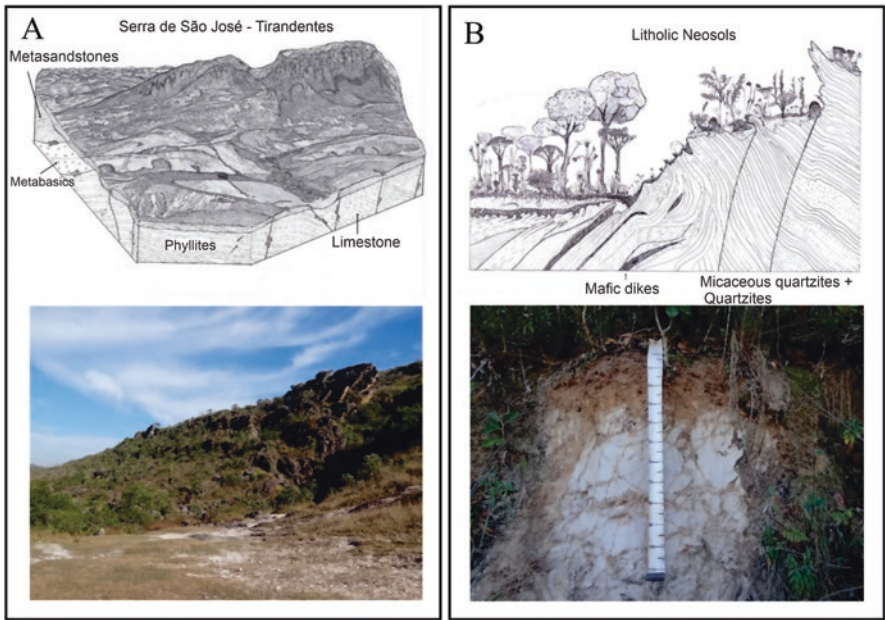 A
Serra de São José - Tirandentes
Metasandstones
Metabasics
Phyllites
Limestone
B
Litholic Neosols
Mafic dikes
Micaceous quartzites +
Quartzites